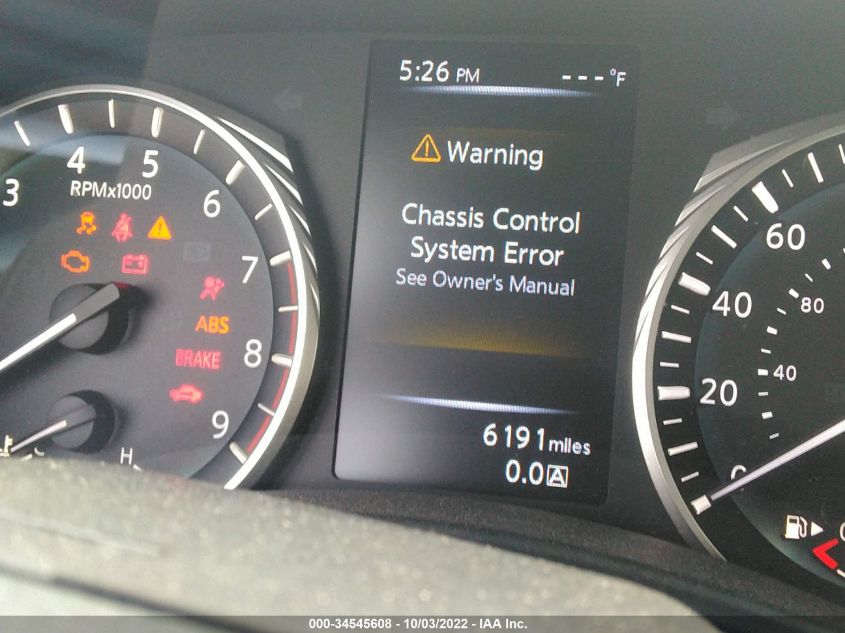 5:26 PM
---°F
Warning
Chassis Control
System Error
See Owner's Manual
6191 miles
0.0 A
3 4 5 6 7 8 9
RPMx1000
ABS
BRAKE
C H
0 20 40 60
40 80
000-34545608 - 10/03/2022 - IAA Inc.